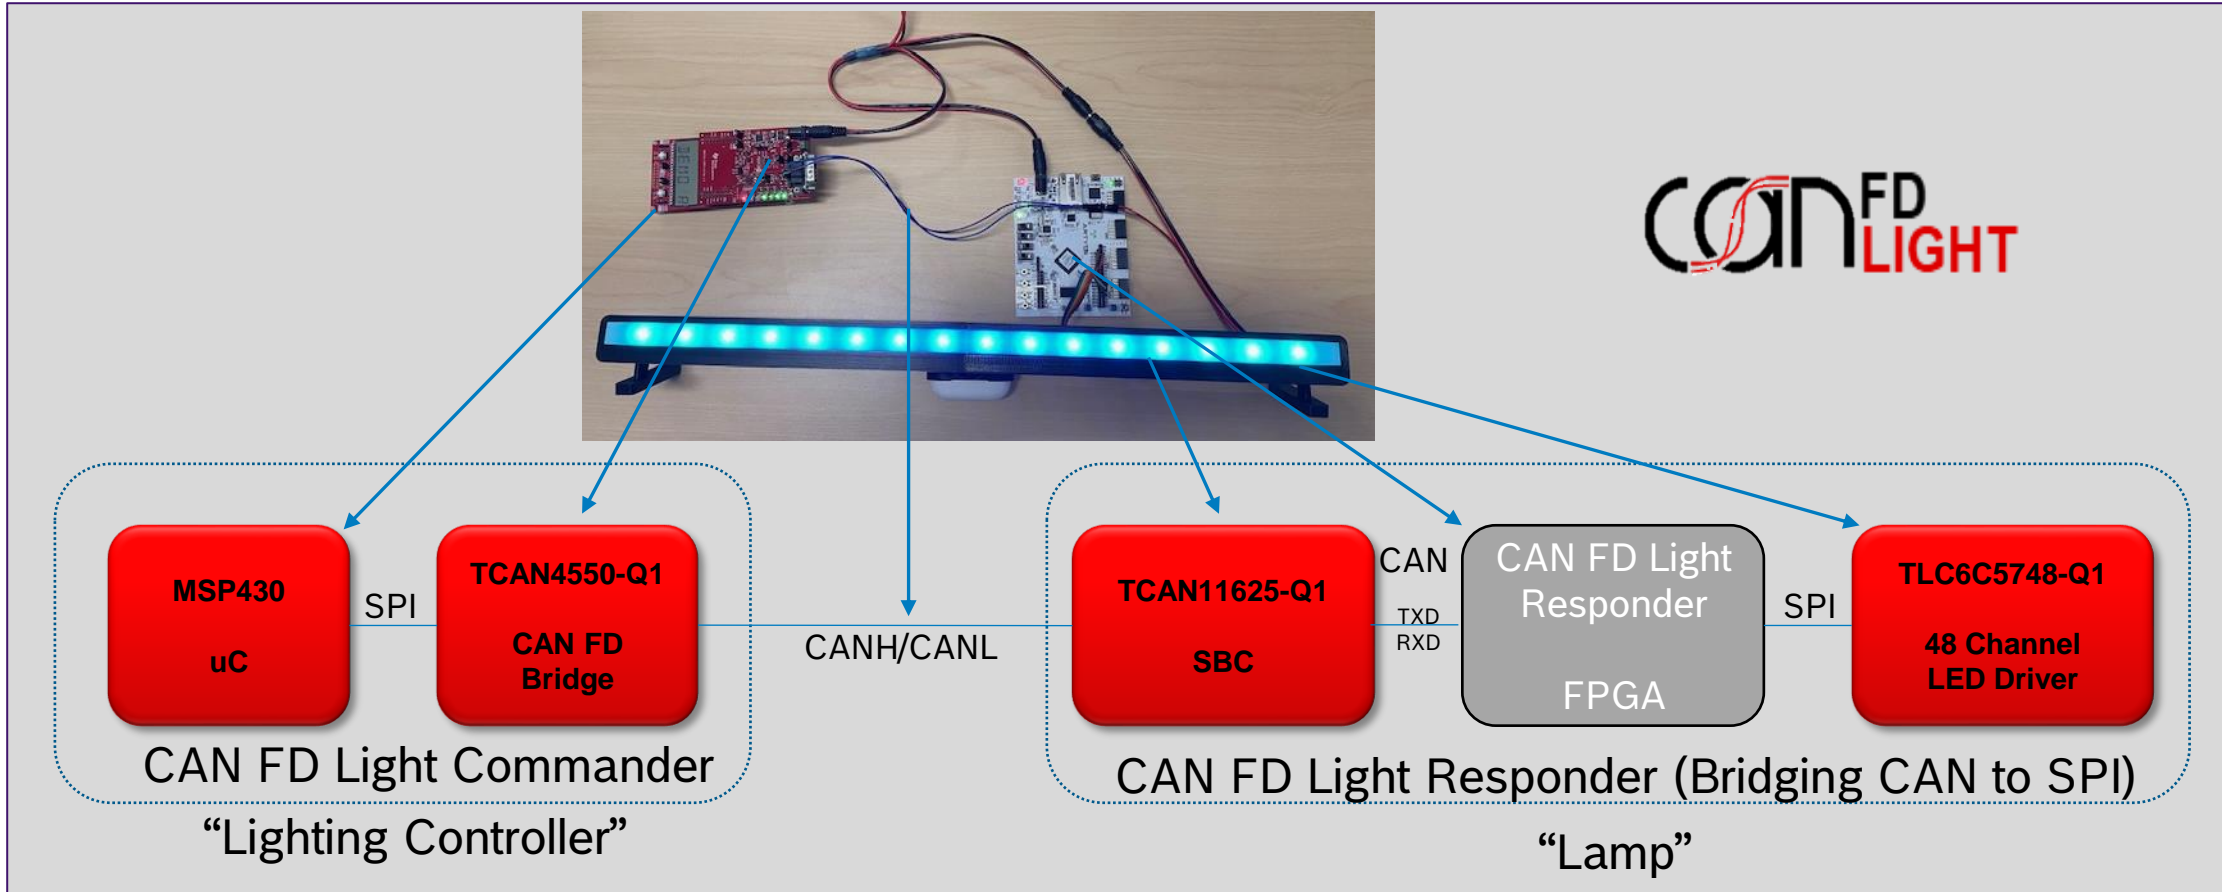 can FD
LIGHT
MSP430
uC
SPI
TCAN4550-Q1
CAN FD
Bridge
CANH/CANL
TCAN11625-Q1
SBC
CAN
TXD
RXD
CAN FD Light
Responder
FPGA
SPI
TLC6C5748-Q1
48 Channel
LED Driver
CAN FD Light Commander
CAN FD Light Responder (Bridging CAN to SPI)
“Lighting Controller”
“Lamp”